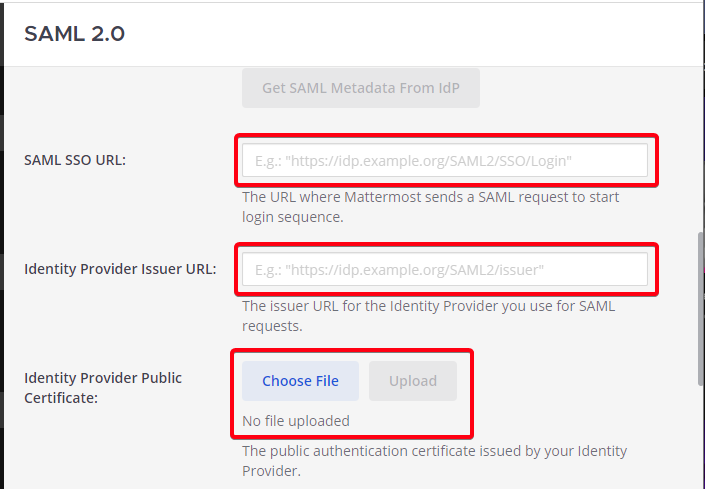 SAML 2.0
Get SAML Metadata From IdP
SAML SSO URL:
E.g.: "https://idp.example.org/SAML2/SSO/Login"
The URL where Mattermost sends a SAML request to start
login sequence.
Identity Provider Issuer URL:
E.g.: "https://idp.example.org/SAML2/issuer"
The issuer URL for the Identity Provider you use for SAML
requests.
Identity Provider Public
Certificate:
Choose File
Upload
No file uploaded
The public authentication certificate issued by your Identity
Provider.